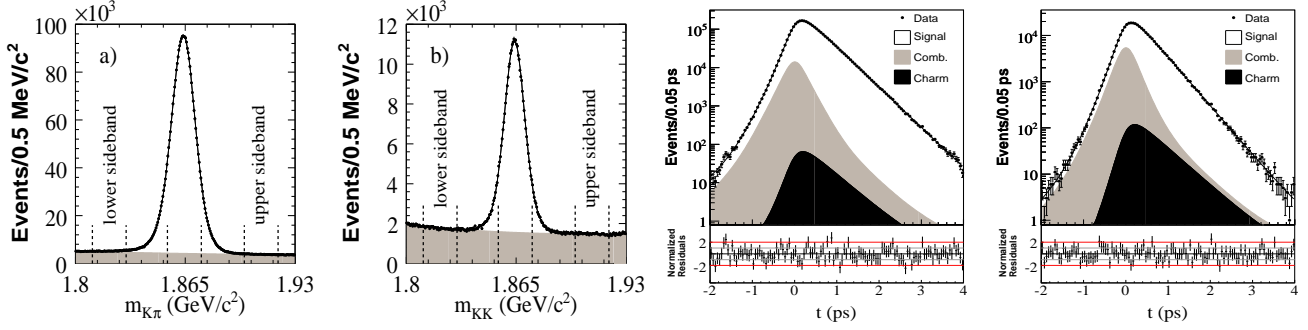 ×10³
100
80
60
40
20
0
a)
lower sideband
upper sideband
Events/0.5 MeV/c²
1.8
1.865
1.93
m_Kπ (GeV/c²)
×10³
12
10
8
6
4
2
0
b)
lower sideband
upper sideband
Events/0.5 MeV/c²
1.8
1.865
1.93
m_KK (GeV/c²)
Events/0.05 ps
10⁵
10⁴
10³
10²
10
1
Data
Signal
Comb.
Charm
Normalized
Residuals
2
-2
-2 -1 0 1 2 3 4
t (ps)
Events/0.05 ps
10⁴
10³
10²
10
1
Data
Signal
Comb.
Charm
Normalized
Residuals
2
-2
-2 -1 0 1 2 3 4
t (ps)